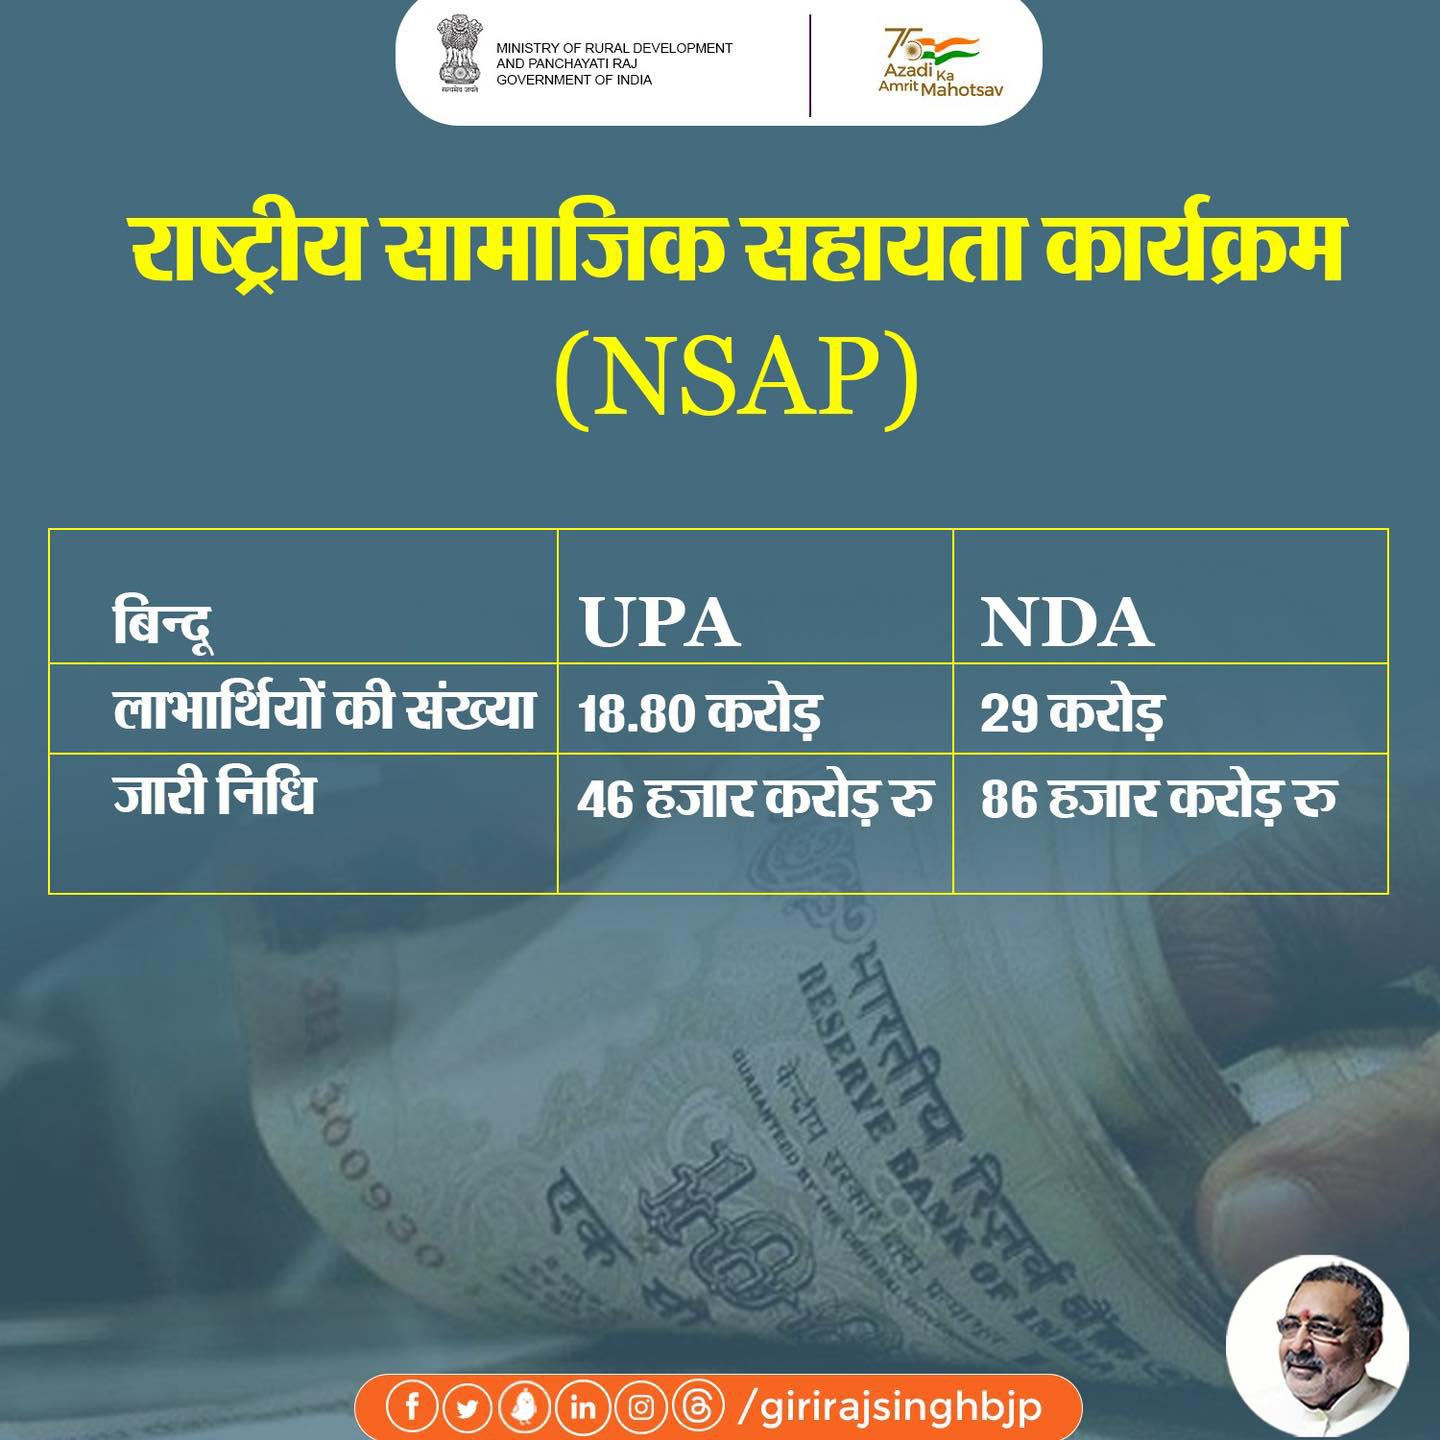 सत्यमेव जयते
MINISTRY OF RURAL DEVELOPMENT
AND PANCHAYATI RAJ
GOVERNMENT OF INDIA
75
Azadi Ka
Amrit Mahotsav
राष्ट्रीय सामाजिक सहायता कार्यक्रम
(NSAP)
बिन्दू UPA NDA
लाभार्थियों की संख्या 18.80 करोड़ 29 करोड़
जारी निधि 46 हजार करोड़ रु 86 हजार करोड़ रु
भारतीय रिज़र्व बैंक
RESERVE BANK OF INDIA
केन्द्रीय सरकार द्वारा प्रत्याभूत
GUARANTEED BY THE CENTRAL
300930
एक सौ
/girirajsinghbjp